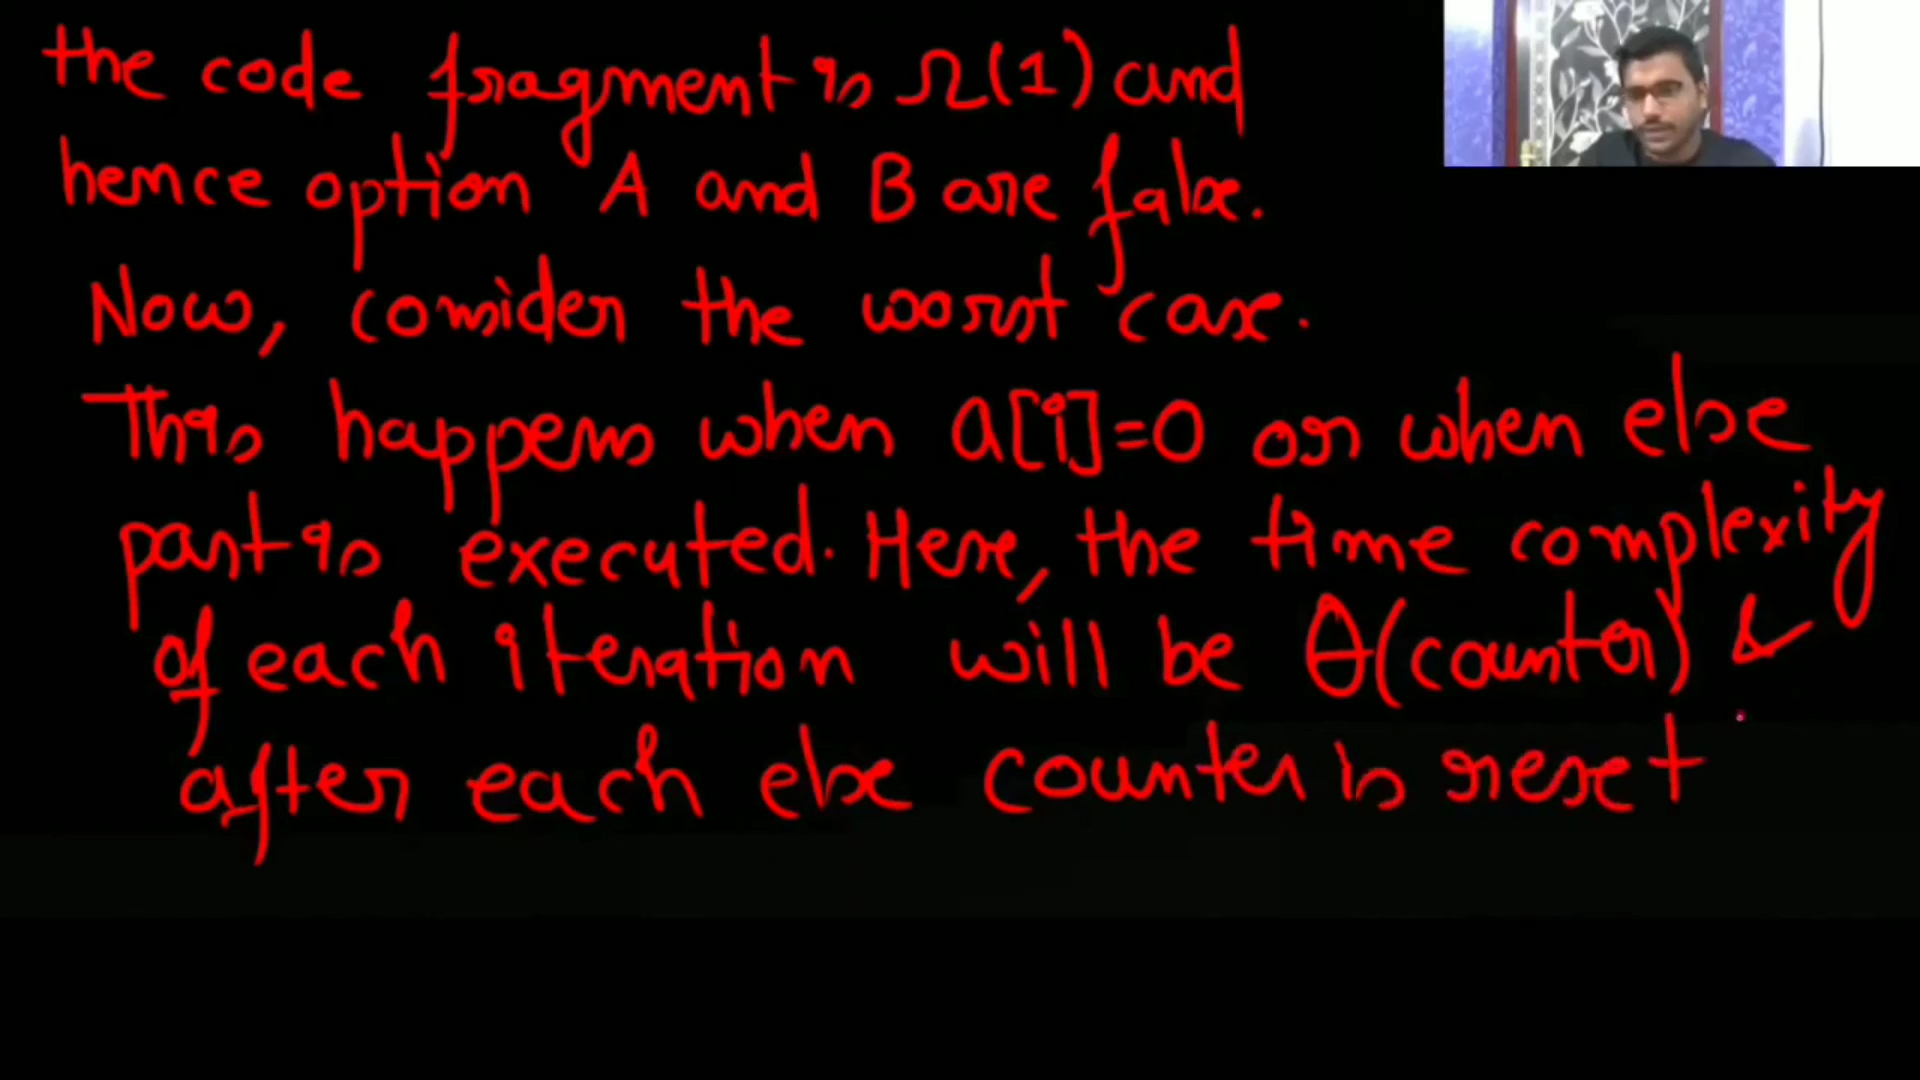 the code fragment is Ω(1) and
hence option A and B are false.
Now, consider the worst case.
This happens when a[i]=0 or when else
part is executed. Here, the time complexity
of each iteration will be θ(counter) &
after each else counter is reset